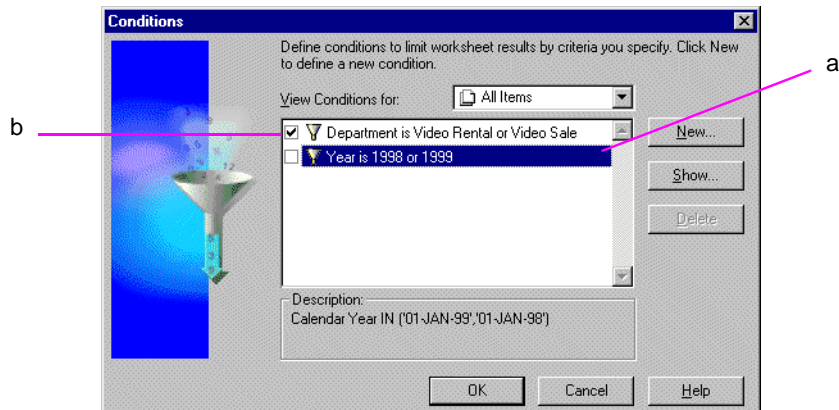 Conditions
Define conditions to limit worksheet results by criteria you specify. Click New
to define a new condition.
a
View Conditions for:
All Items
b
Department is Video Rental or Video Sale
New...
Year is 1998 or 1999
Show...
Delete
Description:
Calendar Year IN ('01-JAN-99','01-JAN-98')
OK
Cancel
Help